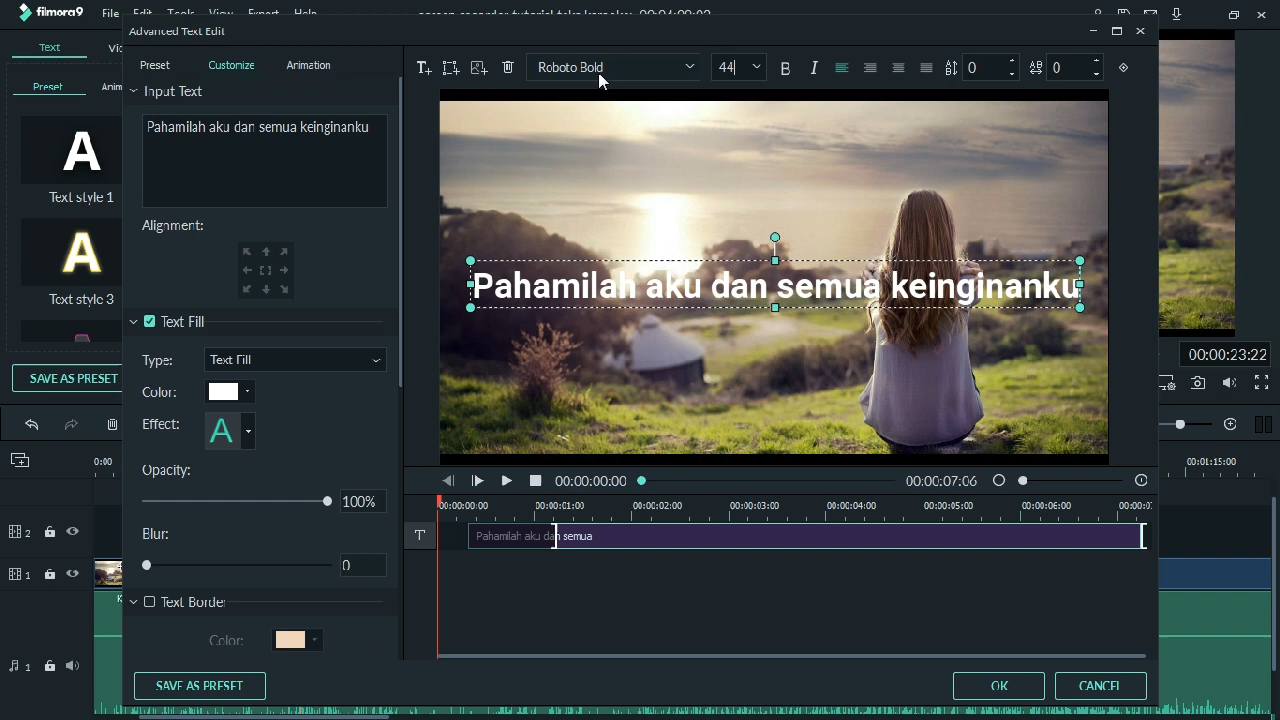 filmora9
File Edit Tools View Export Help
Advanced Text Edit
Text
Preset
Text style 1
Text style 3
SAVE AS PRESET
Preset Customize Animation
Input Text
Pahamilah aku dan semua keinginanku
Alignment:
Text Fill
Type: Text Fill
Color:
Effect: A
Opacity:
100%
Blur:
0
Text Border
Color:
SAVE AS PRESET
Roboto Bold 44 B I 0 0
Pahamilah aku dan semua keinginanku
00:00:00:00 00:00:07:06
00:00:00:00 00:00:01:00 00:00:02:00 00:00:03:00 00:00:04:00 00:00:05:00 00:00:06:00
T Pahamilah aku dan semua
OK CANCEL
00:00:23:22
0:00
00:01:15:00
2
1
1